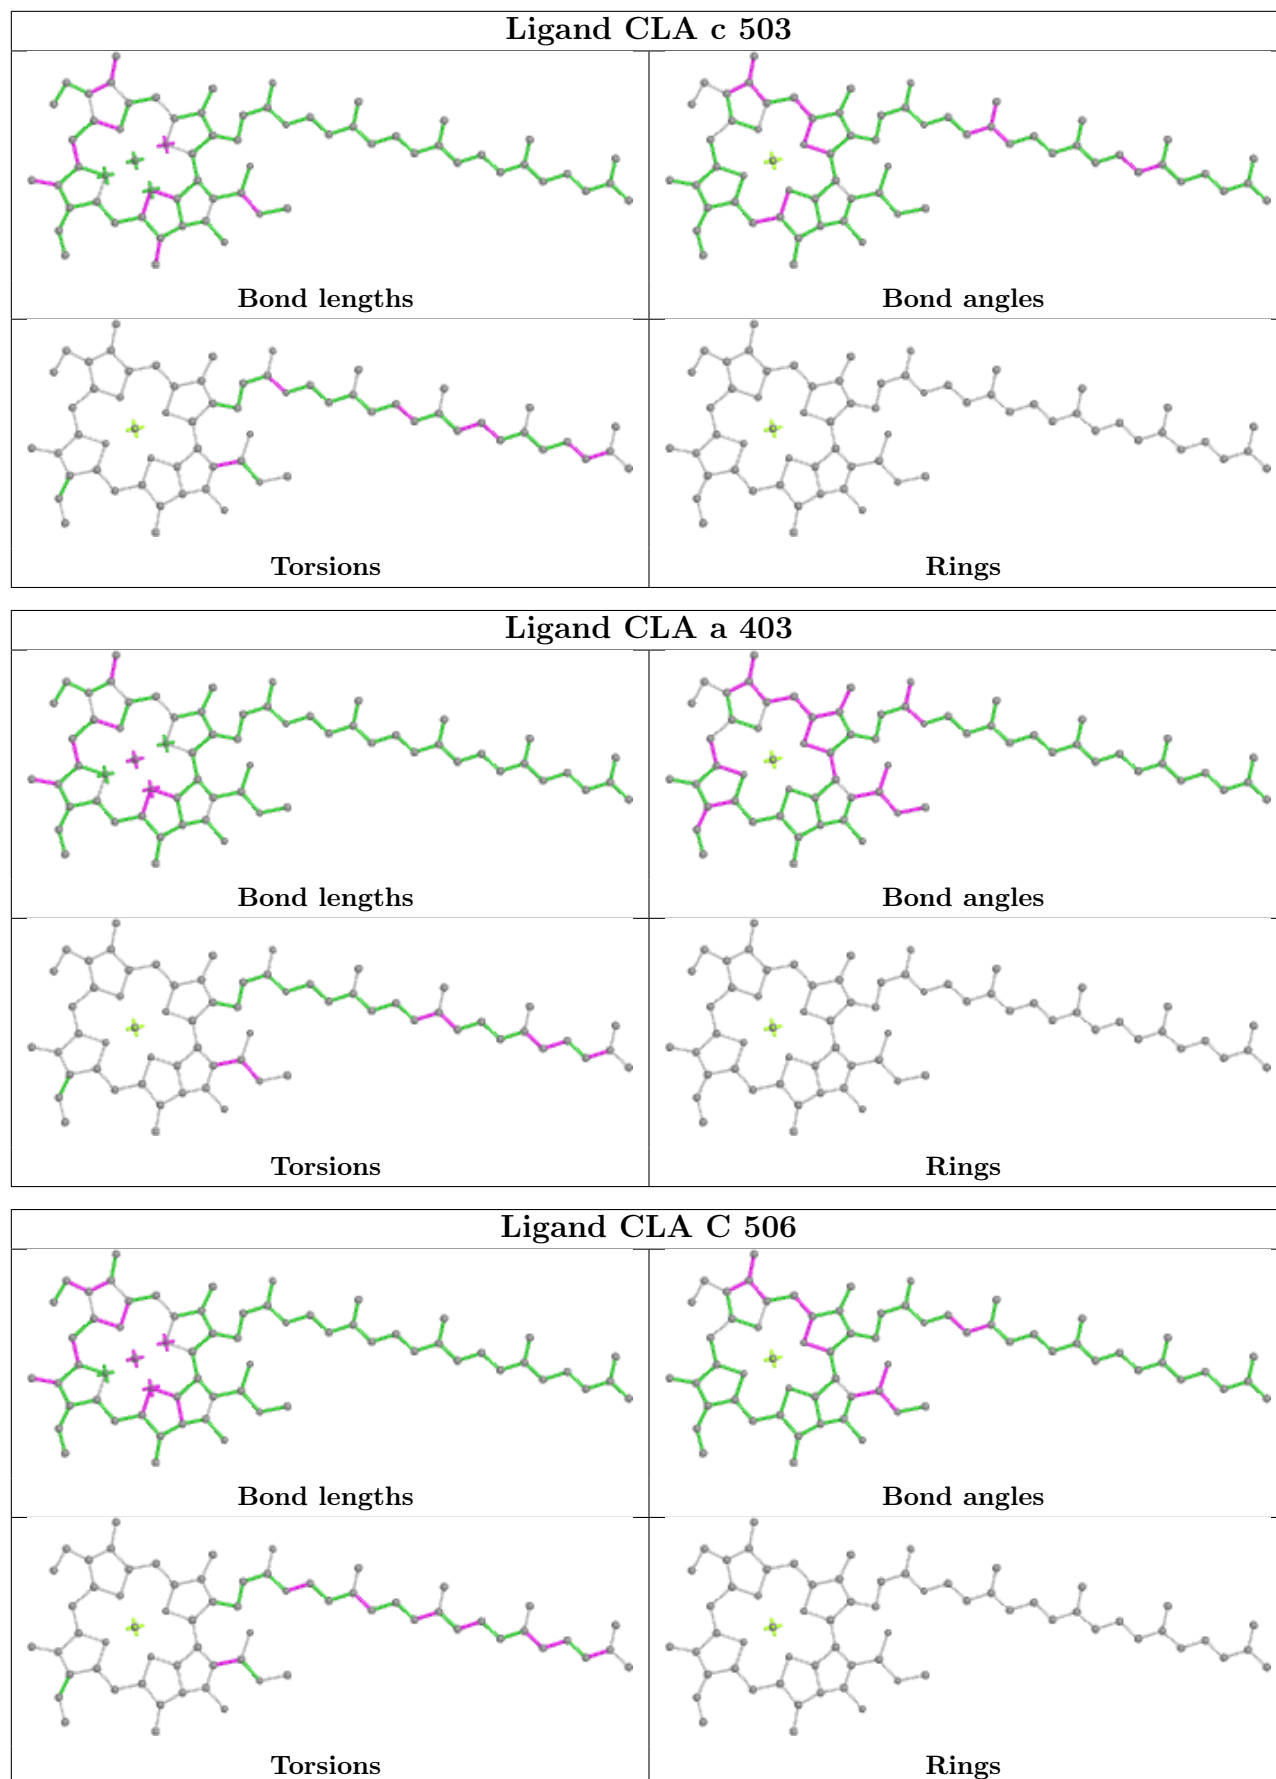 Ligand CLA c 503
Bond lengths
Bond angles
Torsions
Rings
Ligand CLA a 403
Bond lengths
Bond angles
Torsions
Rings
Ligand CLA C 506
Bond lengths
Bond angles
Torsions
Rings